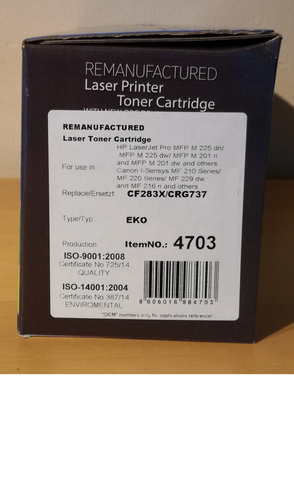 REMANUFACTURED
Laser Printer
Toner Cartridge
REMANUFACTURED
Laser Toner Cartridge
For use in
HP LaserJet Pro MFP M 225 dn/
MFP M 225 dw/ MFP M 201 n
and MFP M 201 dw and others
Canon I-Sensys MF 210 Series/
MF 220 Series/ MF 229 dw
and MF 216 n and others
Replace/Ersetzt: CF283X/CRG737
Type/Typ EKO
Production ItemNO.: 4703
ISO-9001:2008
Certificate No 725/14
QUALITY
ISO-14001:2004
Certificate No 387/14
ENVIROMENTAL
8 606016 984703
"OEM" numbers tonly for applications reference!